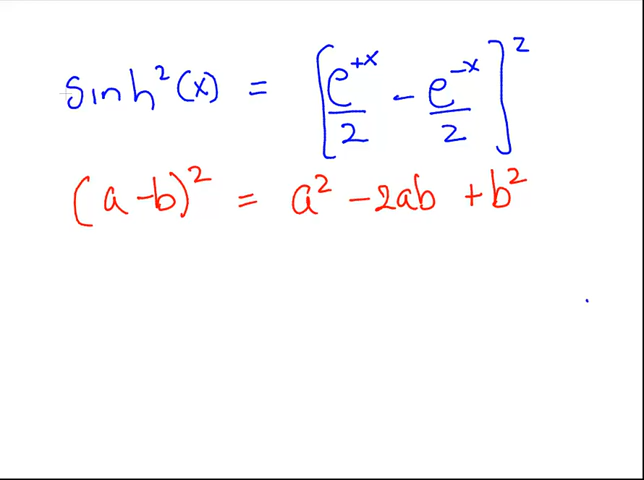 sinh²(x) = [e⁺ˣ/2 - e⁻ˣ/2]²
(a-b)² = a² - 2ab + b²